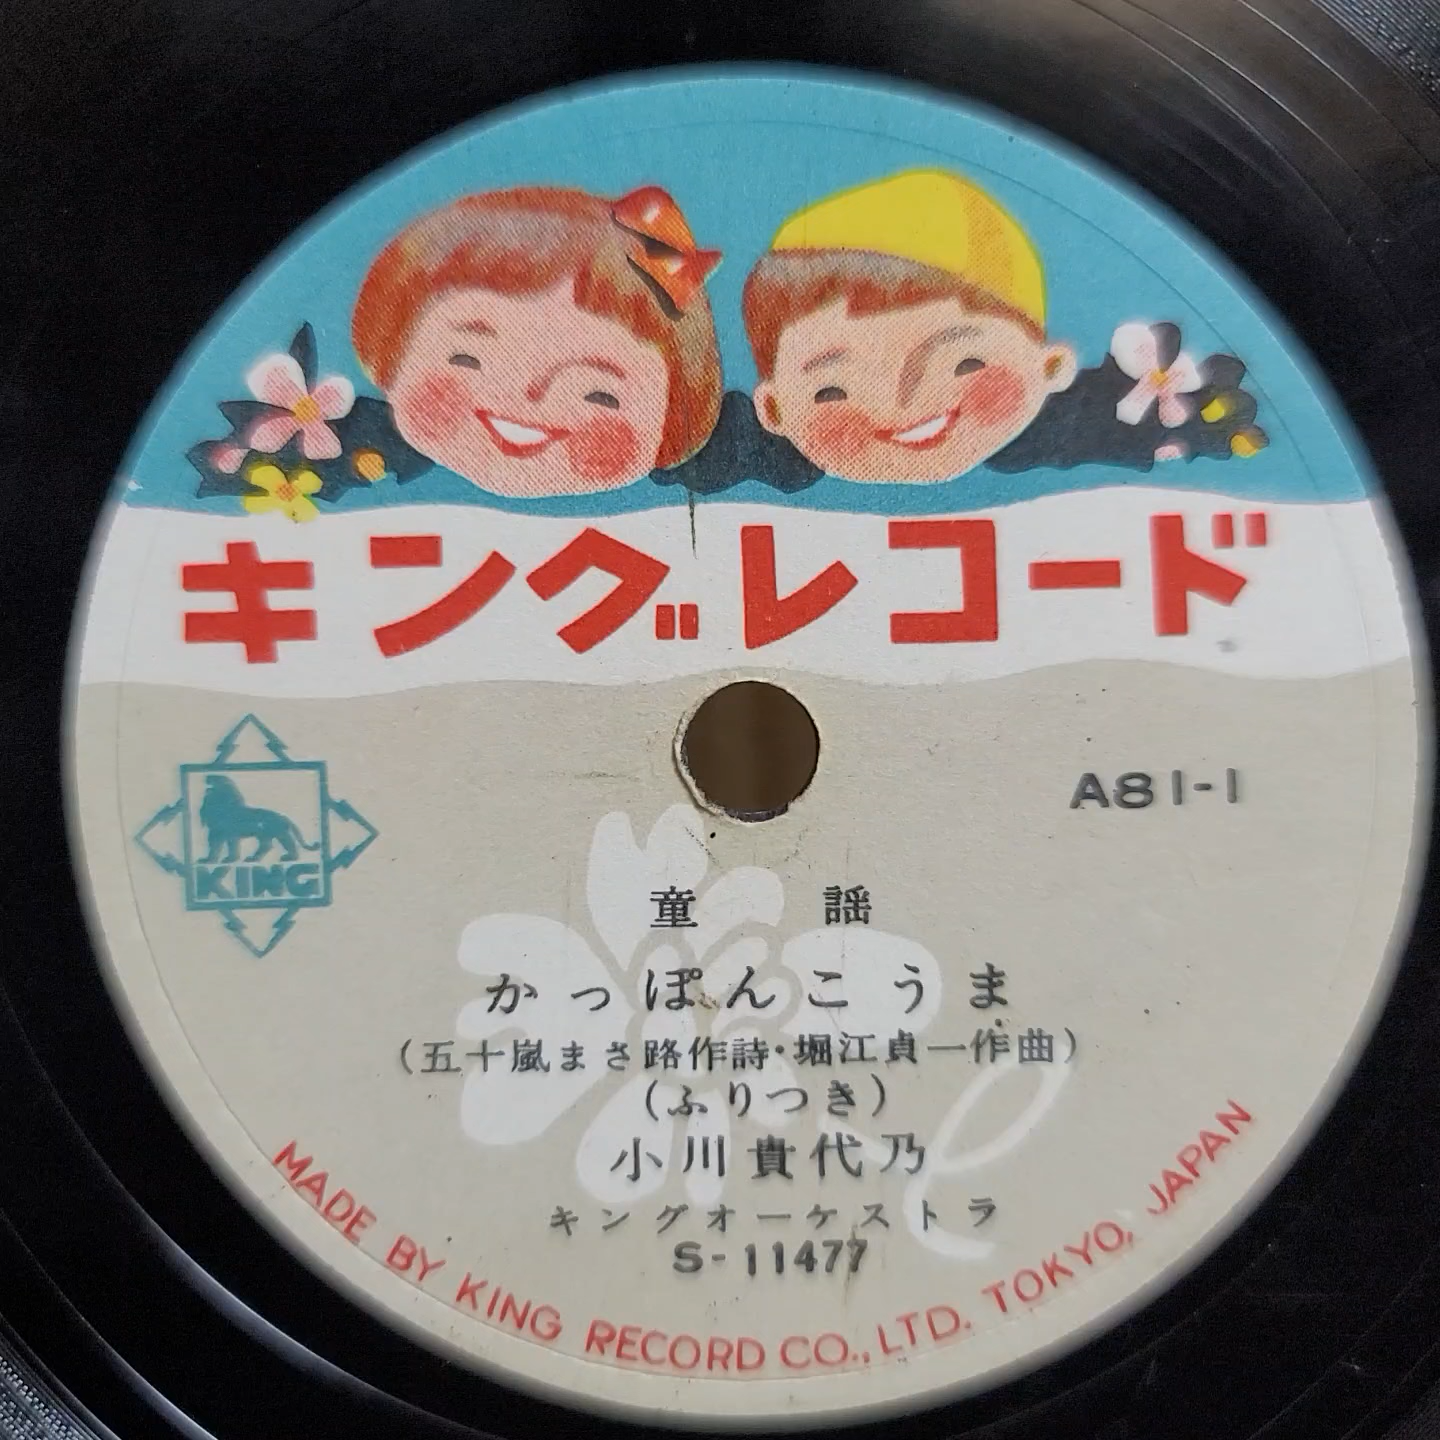 キングレコード
KING
A81-1
童謡
かっぽんこうま
(五十嵐まさ路作詩・堀江貞一作曲)
(ふりつき)
小川貴代乃
キングオーケストラ
S-11477
MADE BY KING RECORD CO., LTD. TOKYO, JAPAN